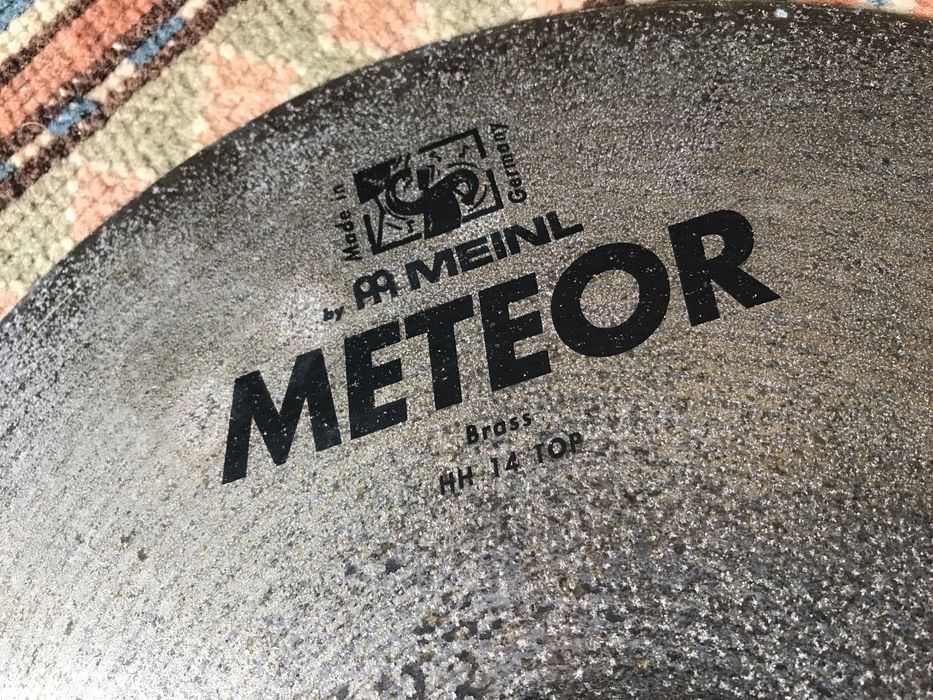 Made in Germany
by MEINL
METEOR
Brass
HH 14 TOP